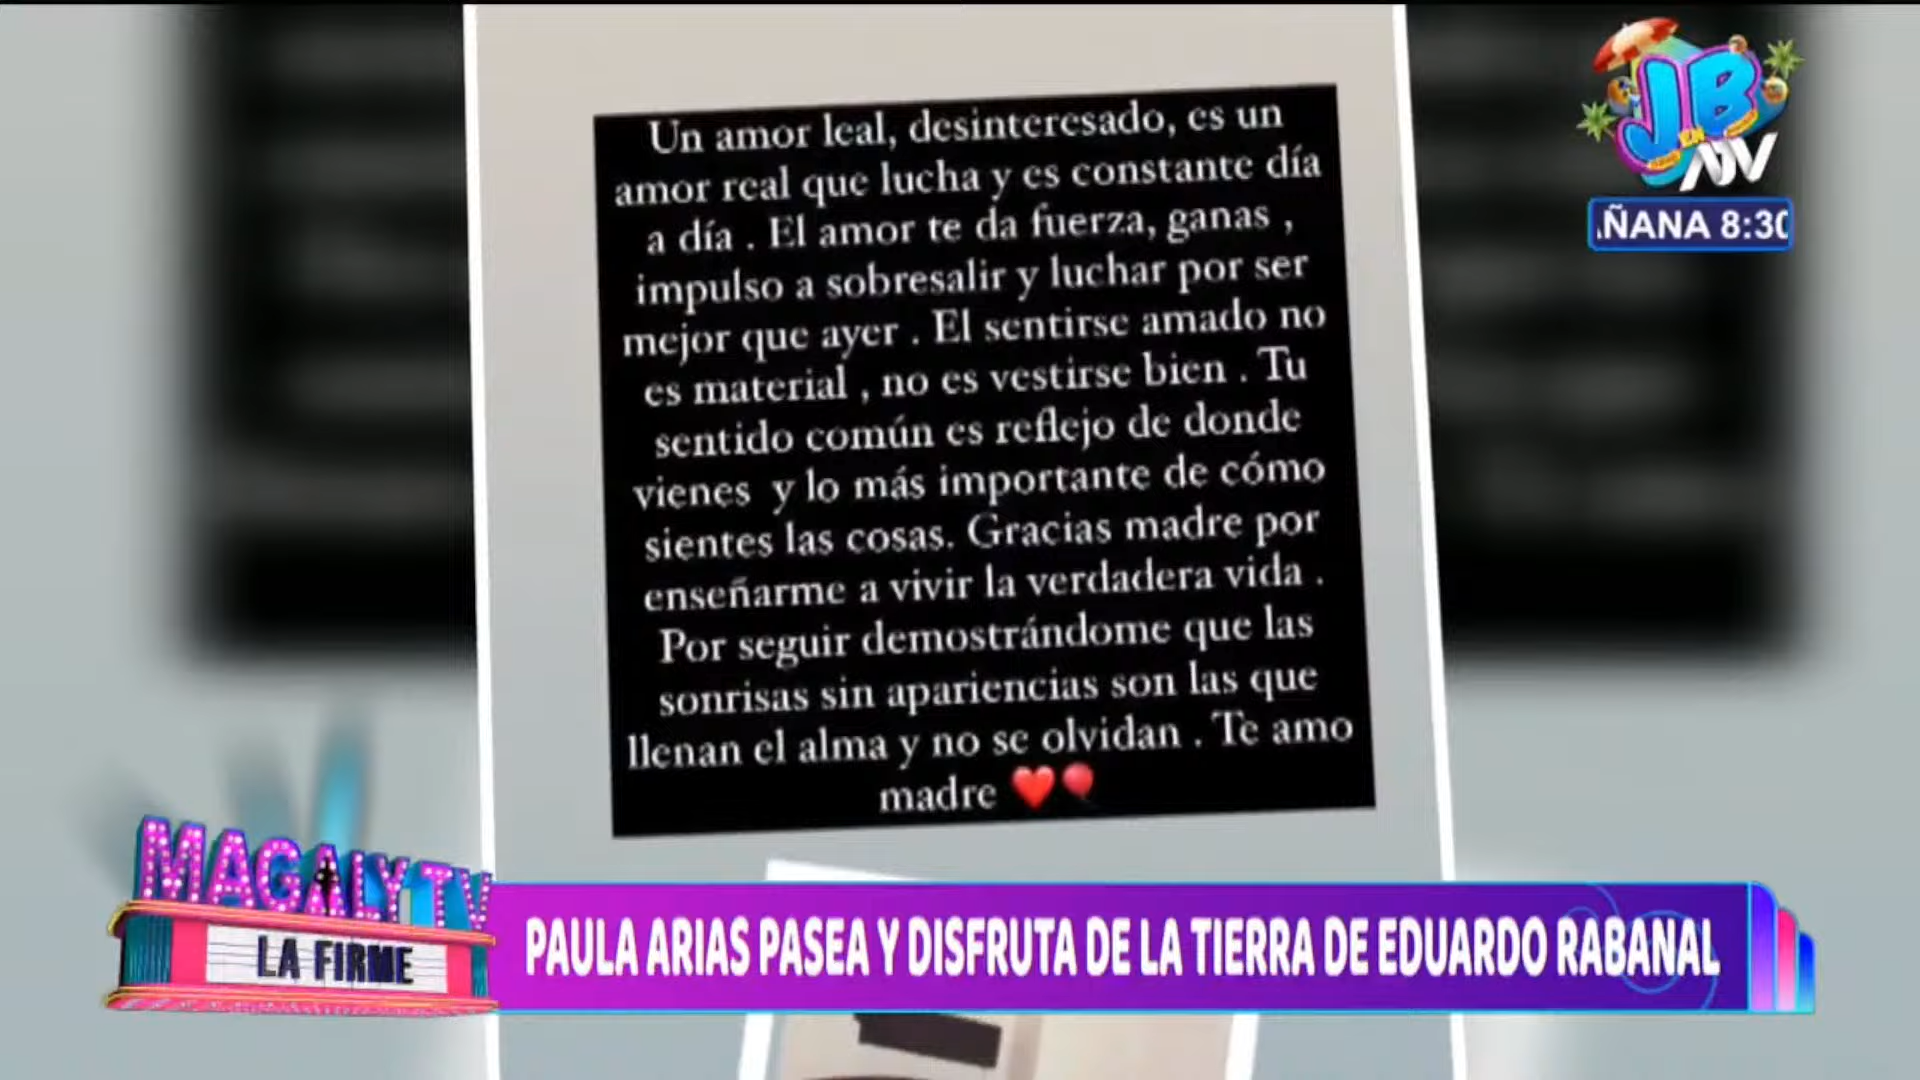 Un amor leal, desinteresado, es un
amor real que lucha y es constante día
a día . El amor te da fuerza, ganas ,
impulso a sobresalir y luchar por ser
mejor que ayer . El sentirse amado no
es material , no es vestirse bien . Tu
sentido común es reflejo de donde
vienes y lo más importante de cómo
sientes las cosas. Gracias madre por
enseñarme a vivir la verdadera vida .
Por seguir demostrándome que las
sonrisas sin apariencias son las que
llenan el alma y no se olvidan . Te amo
madre ❤️🎈
JB
EN
ATV
AÑANA 8:30
MAGALY TV
LA FIRME
PAULA ARIAS PASEA Y DISFRUTA DE LA TIERRA DE EDUARDO RABANAL